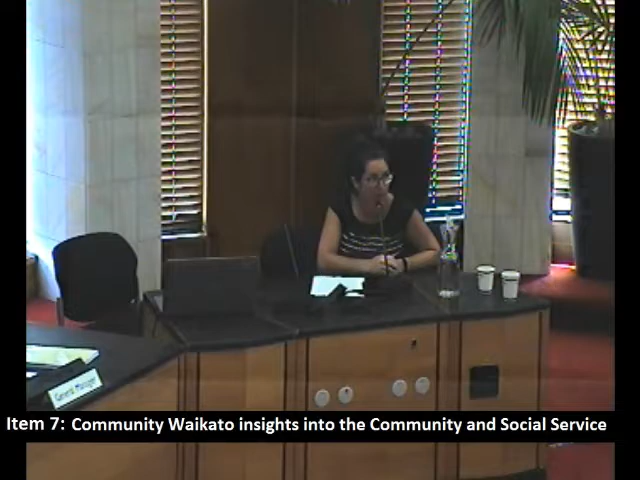 General Manager
Item 7: Community Waikato insights into the Community and Social Service